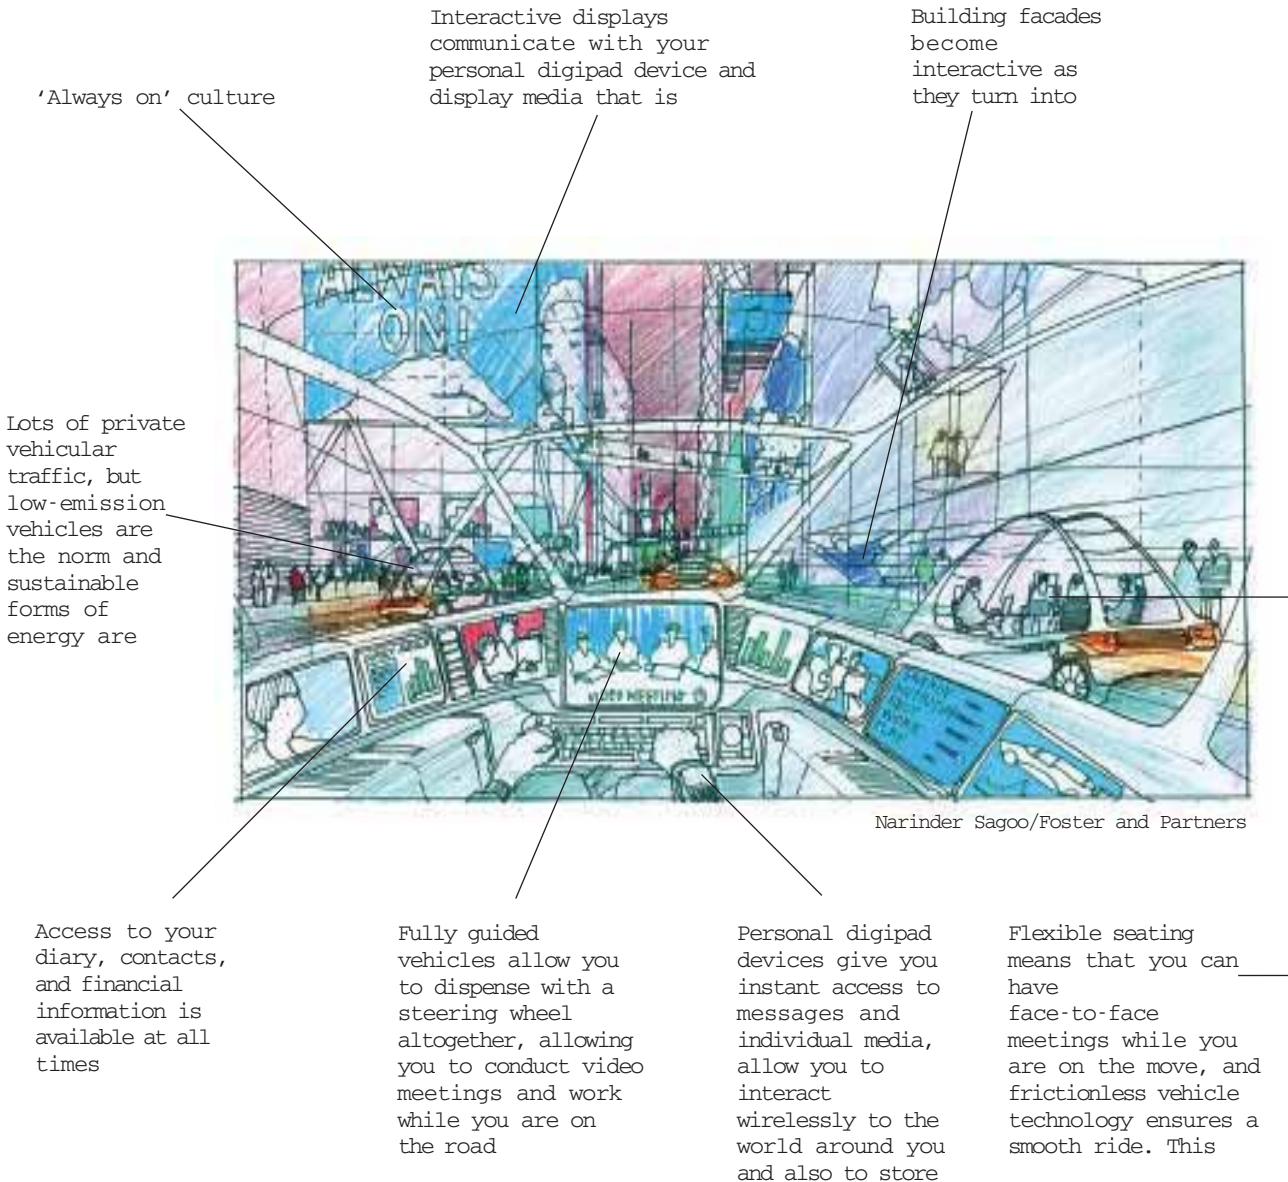 Interactive displays
communicate with your
personal digipad device and
display media that is
Building facades
become
interactive as
they turn into
‘Always on’ culture
ALWAYS
ON!
Lots of private
vehicular
traffic, but
low-emission
vehicles are
the norm and
sustainable
forms of
energy are
VIDEO MEETING
Narinder Sagoo/Foster and Partners
Access to your
diary, contacts,
and financial
information is
available at all
times
Fully guided
vehicles allow you
to dispense with a
steering wheel
altogether, allowing
you to conduct video
meetings and work
while you are on
the road
Personal digipad
devices give you
instant access to
messages and
individual media,
allow you to
interact
wirelessly to the
world around you
and also to store
Flexible seating
means that you can
have
face-to-face
meetings while you
are on the move, and
frictionless vehicle
technology ensures a
smooth ride. This